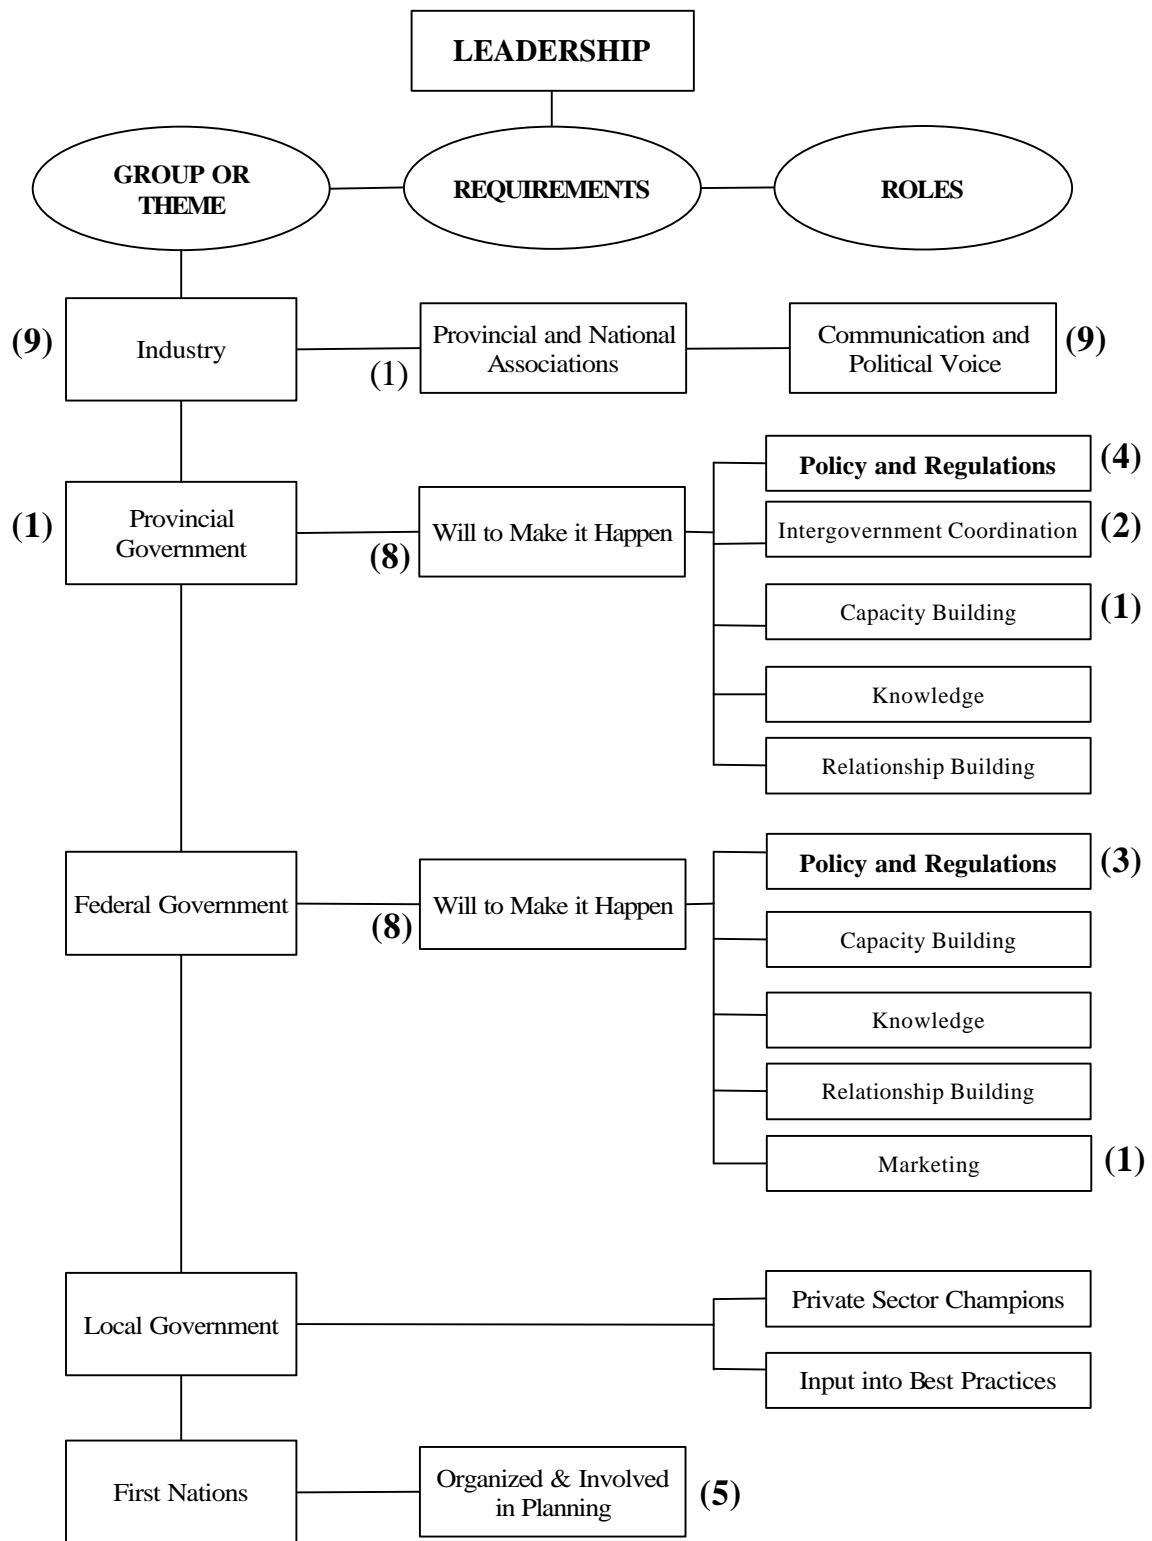 LEADERSHIP
GROUP OR
THEME
REQUIREMENTS
ROLES
(9)
Industry
(1)
Provincial and National
Associations
Communication and
Political Voice
(9)
(1)
Provincial
Government
(8)
Will to Make it Happen
Policy and Regulations
(4)
Intergovernment Coordination
(2)
Capacity Building
(1)
Knowledge
Relationship Building
Federal Government
(8)
Will to Make it Happen
Policy and Regulations
(3)
Capacity Building
Knowledge
Relationship Building
Marketing
(1)
Local Government
Private Sector Champions
Input into Best Practices
First Nations
Organized & Involved
in Planning
(5)